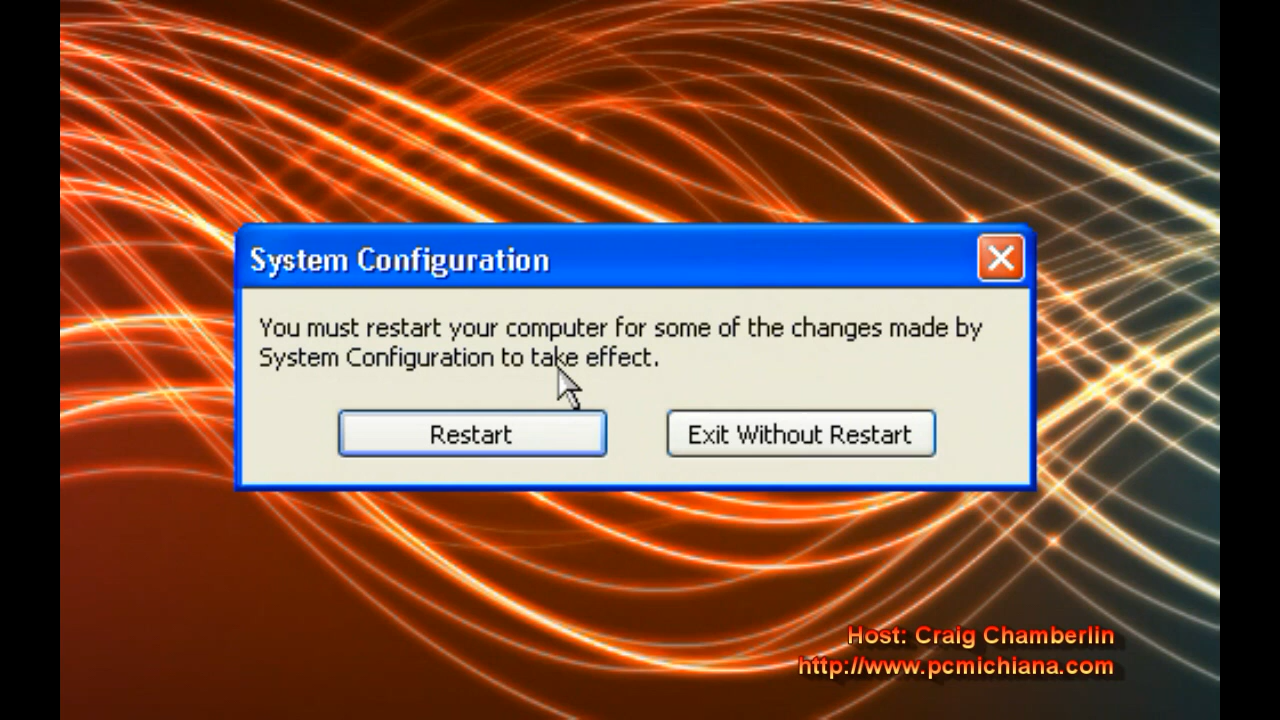 System Configuration
You must restart your computer for some of the changes made by
System Configuration to take effect.
Restart
Exit Without Restart
Host: Craig Chamberlin
http://www.pcmichiana.com